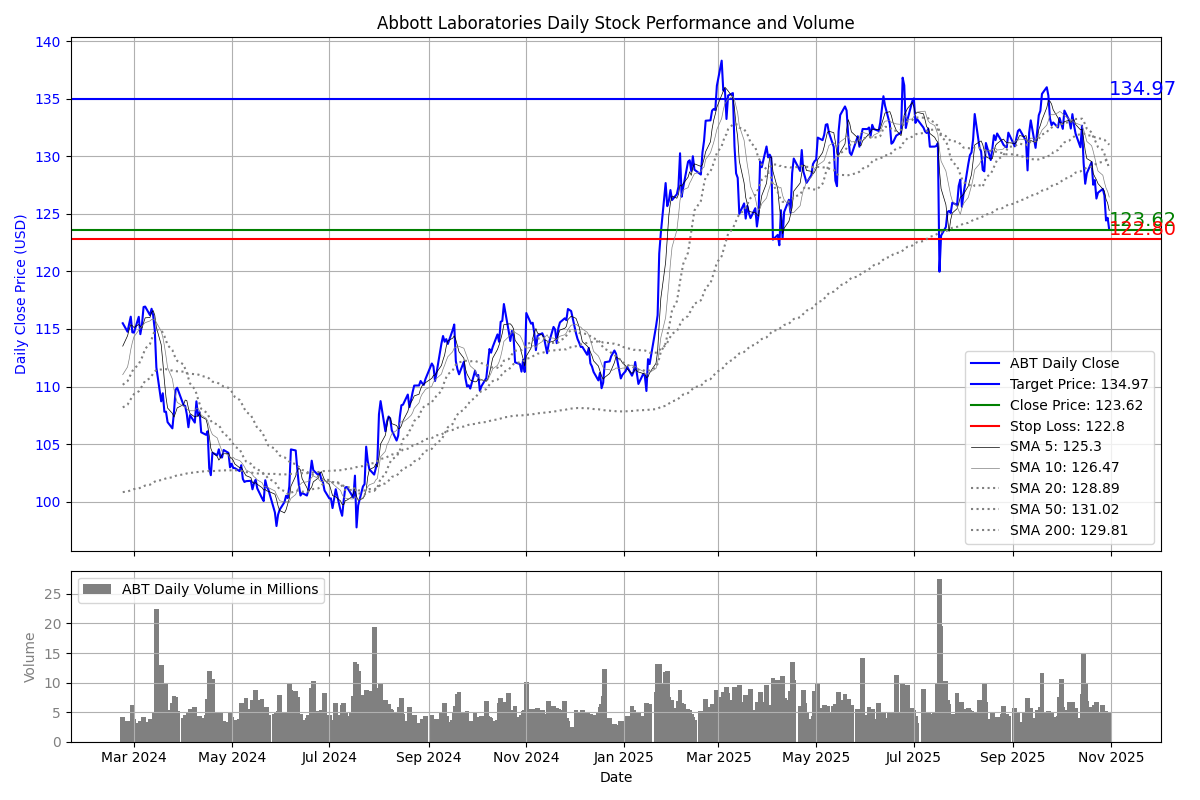 Abbott Laboratories Daily Stock Performance and Volume
140
135
130
125
120
115
110
105
100
Daily Close Price (USD)
134.97
123.62
122.80
ABT Daily Close
Target Price: 134.97
Close Price: 123.62
Stop Loss: 122.8
SMA 5: 125.3
SMA 10: 126.47
SMA 20: 128.89
SMA 50: 131.02
SMA 200: 129.81
ABT Daily Volume in Millions
25
20
15
10
5
0
Volume
Mar 2024
May 2024
Jul 2024
Sep 2024
Nov 2024
Jan 2025
Mar 2025
May 2025
Jul 2025
Sep 2025
Nov 2025
Date